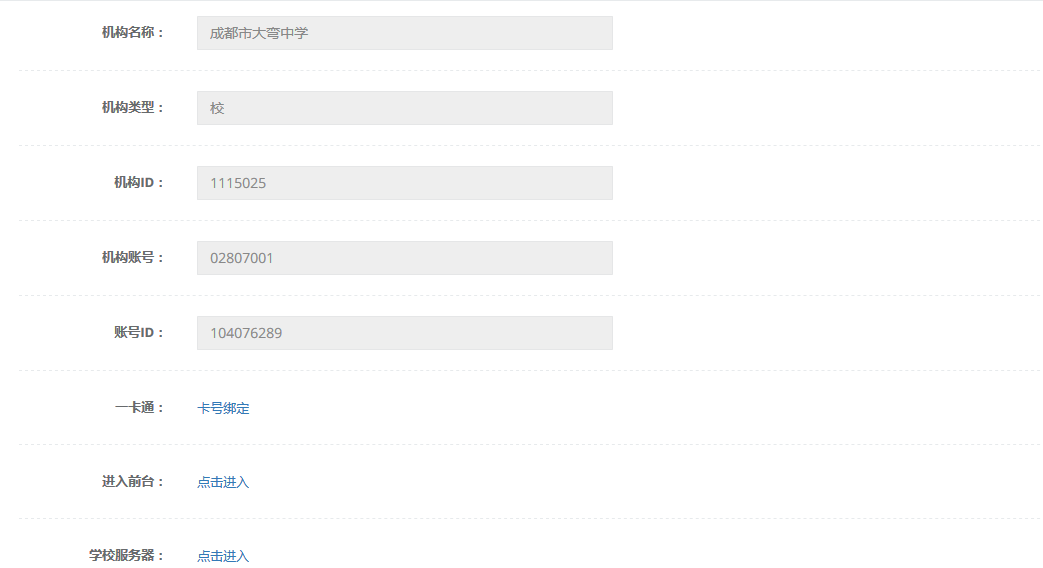 机构名称： 成都市大弯中学
机构类型： 校
机构ID： 1115025
机构账号： 02807001
账号ID： 104076289
一卡通： 卡号绑定
进入前台： 点击进入
学校服务器： 点击进入